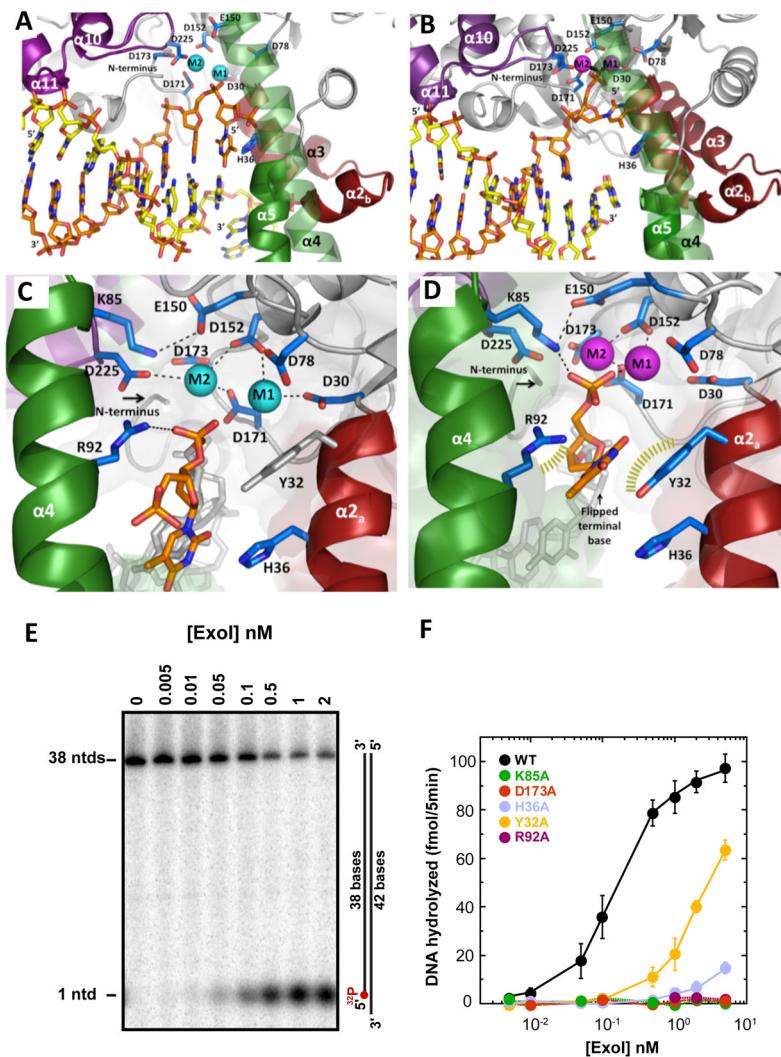 A
α10
α11
D173
D225
D152
E150
D78
M2
M1
N-terminus
D171
D30
5'
5'
H36
α3
α2b
α5
α4
3'
3'
B
α10
α11
E150
D152
D225
D173
D78
M2
M1
N-terminus
D30
D171
5'
5'
H36
α3
α2b
α5
α4
3'
3'
C
K85
E150
D152
D225
D173
D78
M2
M1
N-terminus
D30
D171
R92
Y32
α4
α2a
H36
D
K85
E150
D152
D173
D225
M2
D78
M1
N-terminus
D171
D30
R92
α4
α2a
Y32
Flipped
terminal
base
H36
E
[ExoI] nM
0
0.005
0.01
0.05
0.1
0.5
1
2
38 ntds
1 ntd
3'
5'
38 bases
42 bases
32P
5'
3'
F
DNA hydrolyzed (fmol/5min)
100
80
60
40
20
0
WT
K85A
D173A
H36A
Y32A
R92A
10-2
10-1
100
101
[ExoI] nM